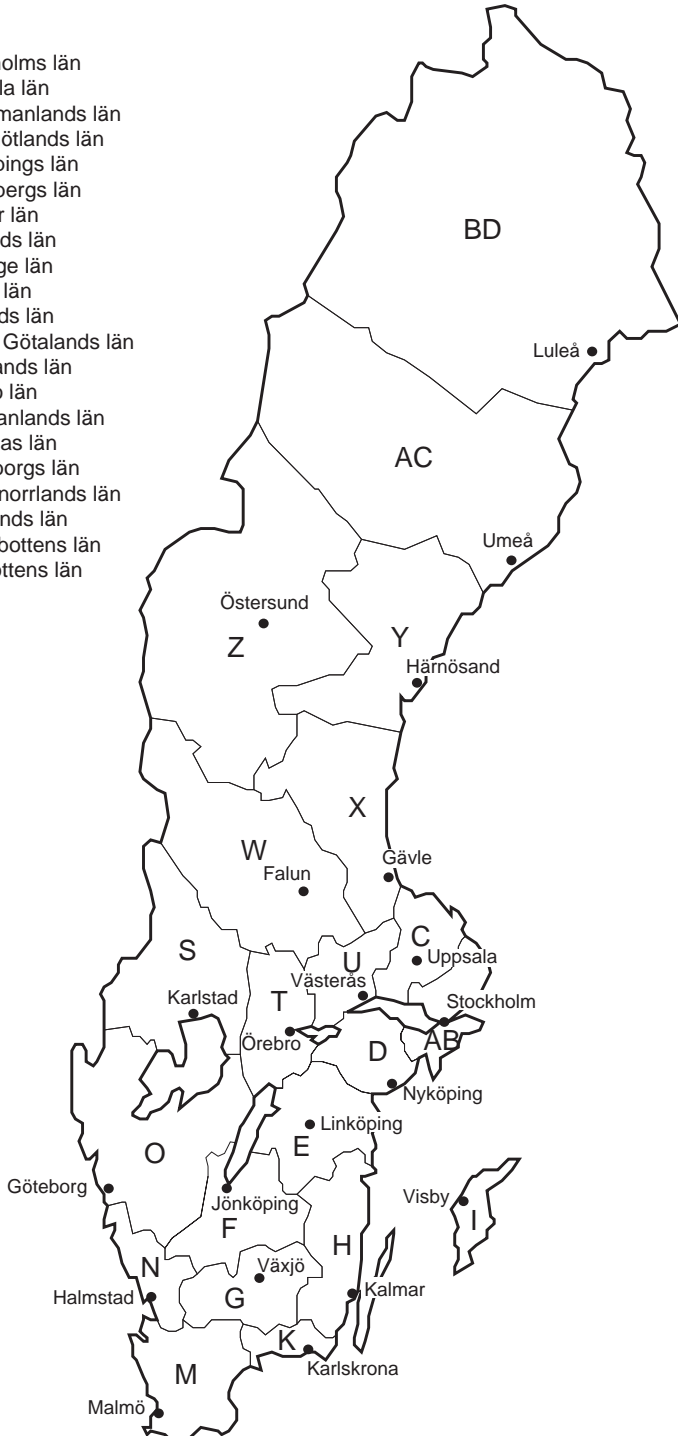 holms län
la län
manlands län
götlands län
pings län
bergs län
r län
ds län
ge län
län
ds län
Götalands län
ands län
o län
anlands län
as län
borgs län
norrlands län
nds län
bottens län
ottens län
BD
Luleå
AC
Umeå
Östersund
Z
Y
Härnösand
X
W
Gävle
Falun
S
C
Uppsala
U
Västerås
T
Karlstad
Stockholm
Örebro
AB
D
Nyköping
Linköping
E
O
Göteborg
Jönköping
Visby
F
I
H
N
Växjö
G
Halmstad
Kalmar
K
Karlskrona
M
Malmö